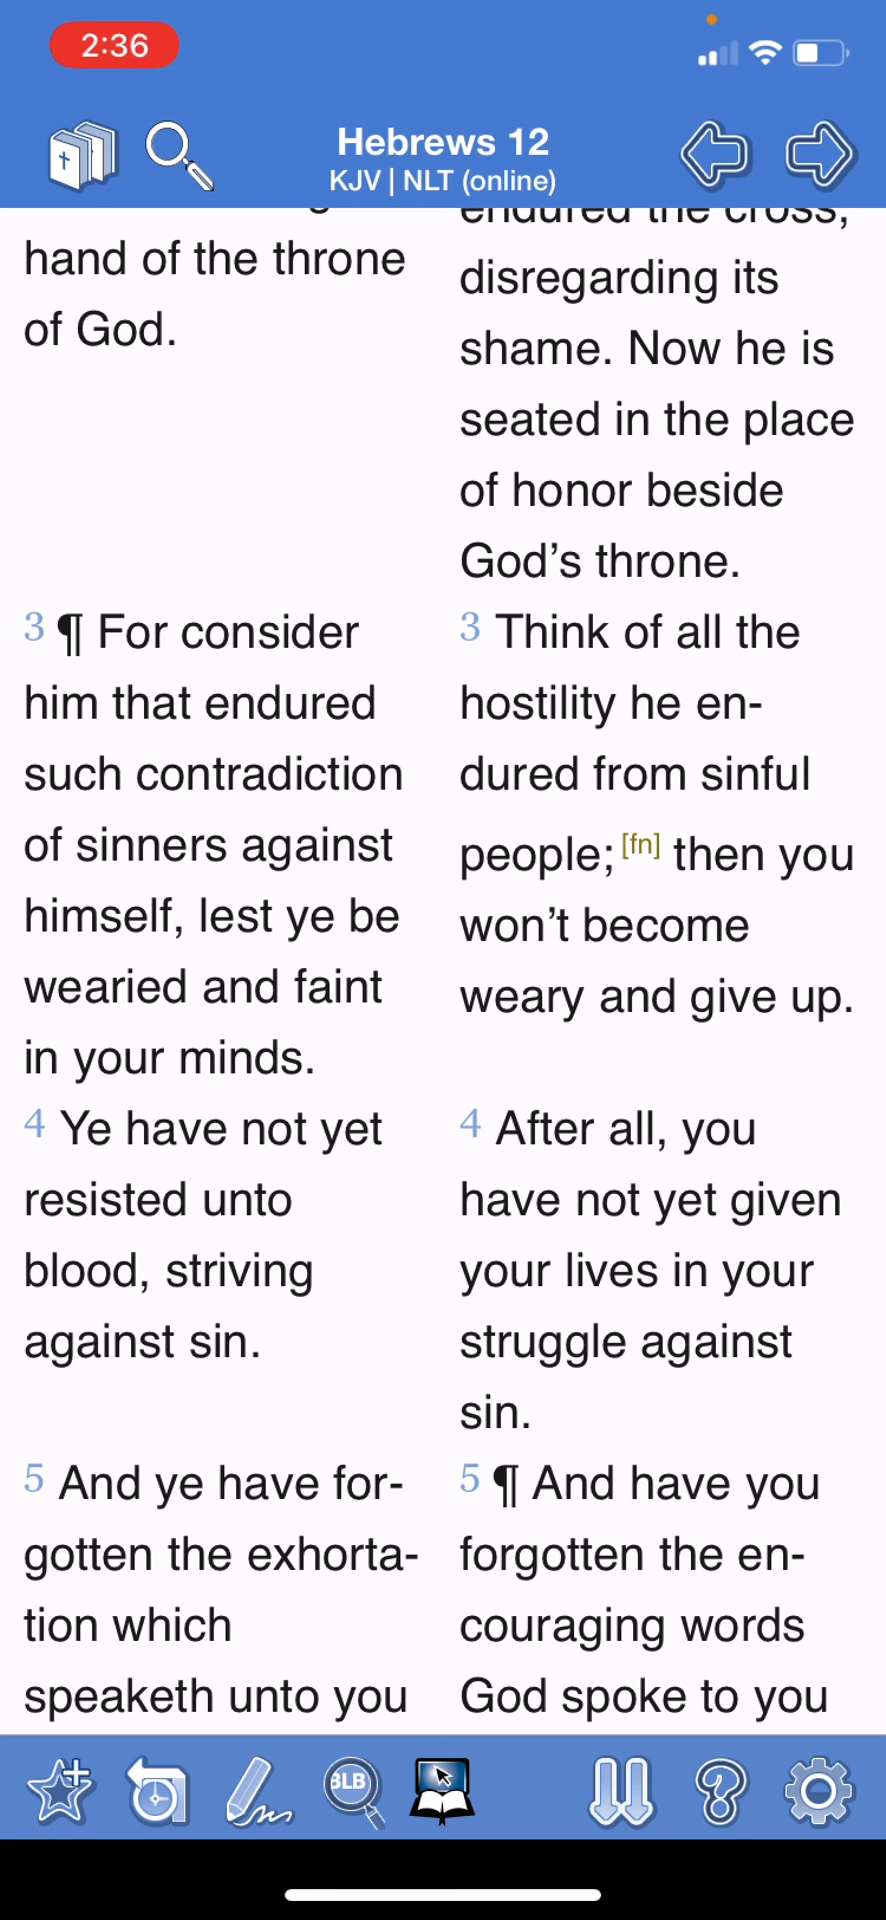 2:36
Hebrews 12
KJV | NLT (online)
hand of the throne
of God.
endured the cross,
disregarding its
shame. Now he is
seated in the place
of honor beside
God’s throne.
3 ¶ For consider
him that endured
such contradiction
of sinners against
himself, lest ye be
wearied and faint
in your minds.
3 Think of all the
hostility he en-
dured from sinful
people; [fn] then you
won’t become
weary and give up.
4 Ye have not yet
resisted unto
blood, striving
against sin.
4 After all, you
have not yet given
your lives in your
struggle against
sin.
5 And ye have for-
gotten the exhorta-
tion which
speaketh unto you
5 ¶ And have you
forgotten the en-
couraging words
God spoke to you
BLB